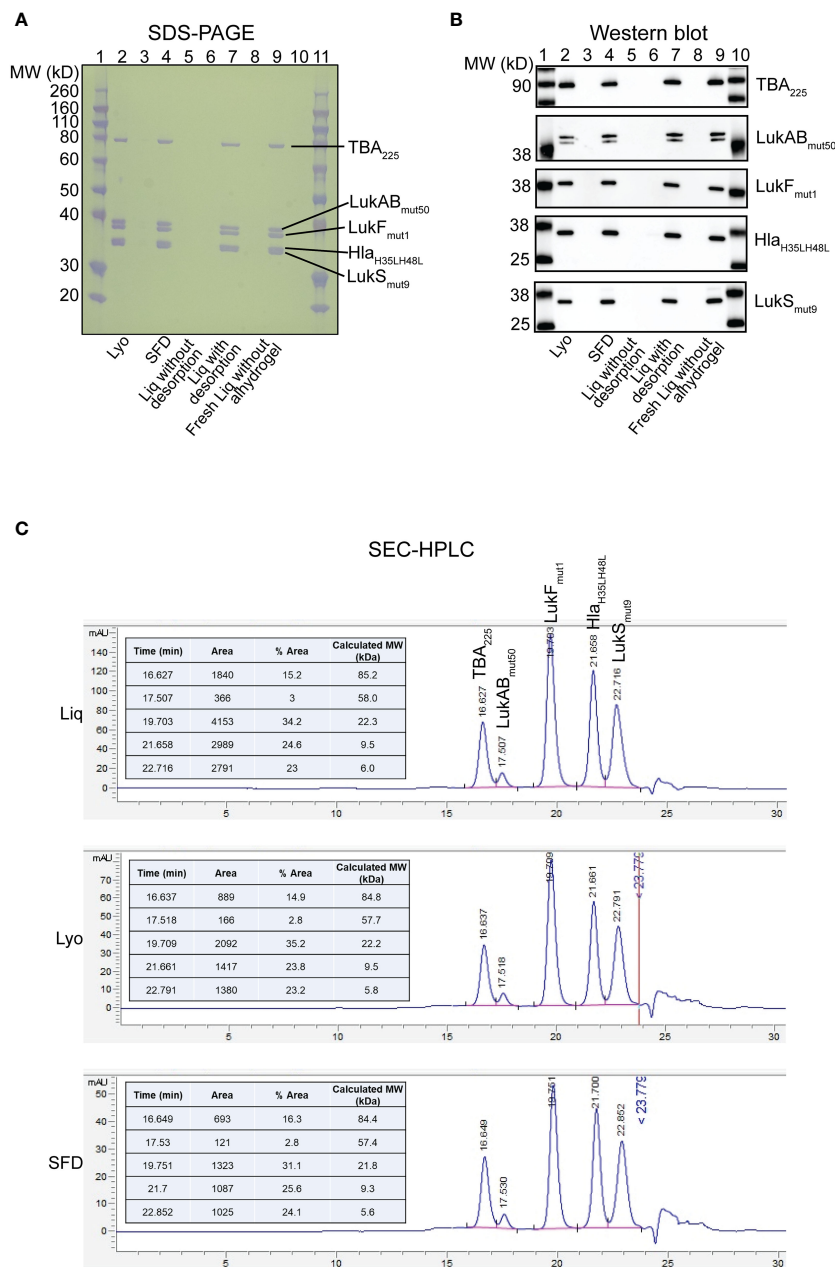 A
SDS-PAGE
1 2 3 4 5 6 7 8 9 10 11
MW (kD)
260
160
110
80
60
50
40
30
20
TBA225
LukABmut50
LukFmut1
HlaH35LH48L
LukSmut9
Lyo
SFD
Liq without desorption
Liq with desorption
Fresh Liq without alhydrogel
B
Western blot
1 2 3 4 5 6 7 8 9 10
MW (kD)
90
TBA225
38
LukABmut50
38
LukFmut1
38
25
HlaH35LH48L
38
25
LukSmut9
Lyo
SFD
Liq without desorption
Liq with desorption
Fresh Liq without alhydrogel
C
SEC-HPLC
Liq
mAU
140
120
100
80
60
40
20
0
Time (min) Area % Area Calculated MW (kDa)
16.627 1840 15.2 85.2
17.507 366 3 58.0
19.703 4153 34.2 22.3
21.658 2989 24.6 9.5
22.716 2791 23 6.0
16.627 TBA225
17.507 LukABmut50
19.703 LukFmut1
21.658 HlaH35LH48L
22.716 LukSmut9
5 10 15 20 25 30
Lyo
mAU
70
60
50
40
30
20
10
0
Time (min) Area % Area Calculated MW (kDa)
16.637 889 14.9 84.8
17.518 166 2.8 57.7
19.709 2092 35.2 22.2
21.661 1417 23.8 9.5
22.791 1380 23.2 5.8
16.637
17.518
19.709
21.661
22.791
< 23.779
5 10 15 20 25 30
SFD
mAU
50
40
30
20
10
0
Time (min) Area % Area Calculated MW (kDa)
16.649 693 16.3 84.4
17.53 121 2.8 57.4
19.751 1323 31.1 21.8
21.7 1087 25.6 9.3
22.852 1025 24.1 5.6
16.649
17.530
19.751
21.700
22.852
< 23.779
5 10 15 20 25 30